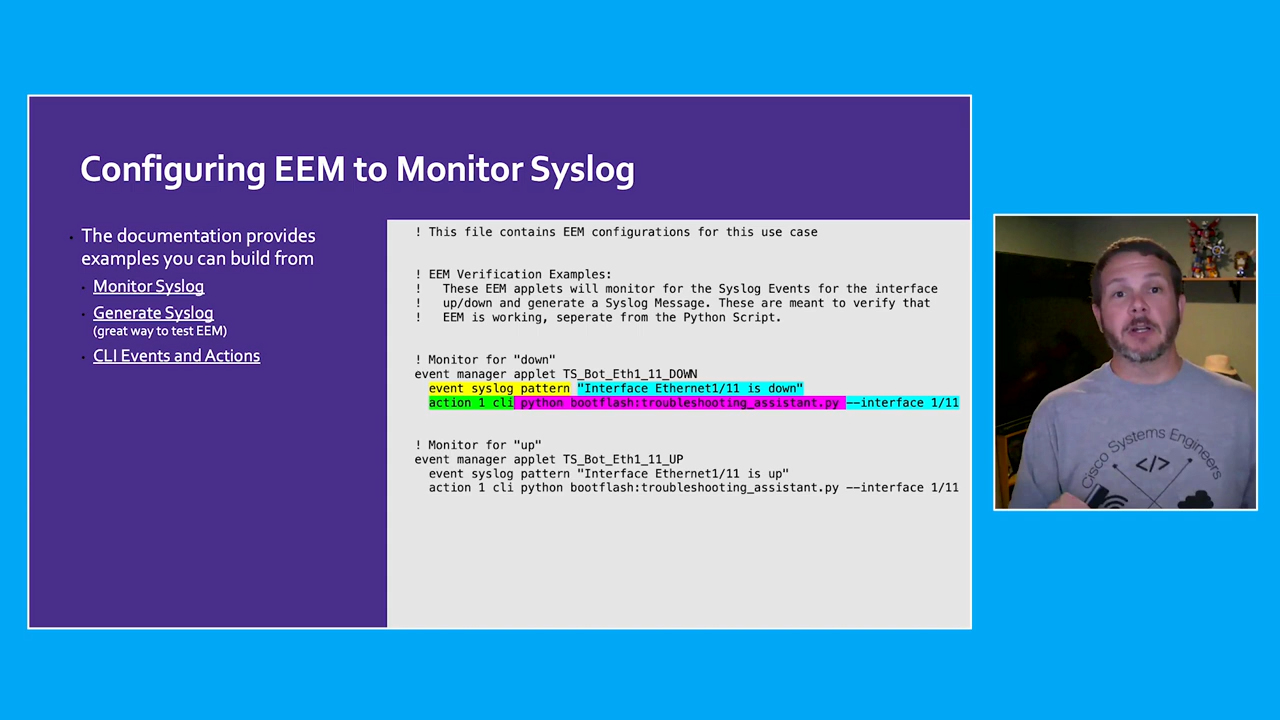 Configuring EEM to Monitor Syslog
The documentation provides
examples you can build from
Monitor Syslog
Generate Syslog
(great way to test EEM)
CLI Events and Actions
! This file contains EEM configurations for this use case
! EEM Verification Examples:
!   These EEM applets will monitor for the Syslog Events for the interface
!   up/down and generate a Syslog Message. These are meant to verify that
!   EEM is working, seperate from the Python Script.
! Monitor for "down"
event manager applet TS_Bot_Eth1_11_DOWN
  event syslog pattern "Interface Ethernet1/11 is down"
  action 1 cli python bootflash:troubleshooting_assistant.py --interface 1/11
! Monitor for "up"
event manager applet TS_Bot_Eth1_11_UP
  event syslog pattern "Interface Ethernet1/11 is up"
  action 1 cli python bootflash:troubleshooting_assistant.py --interface 1/11
Cisco Systems Engineers
</>